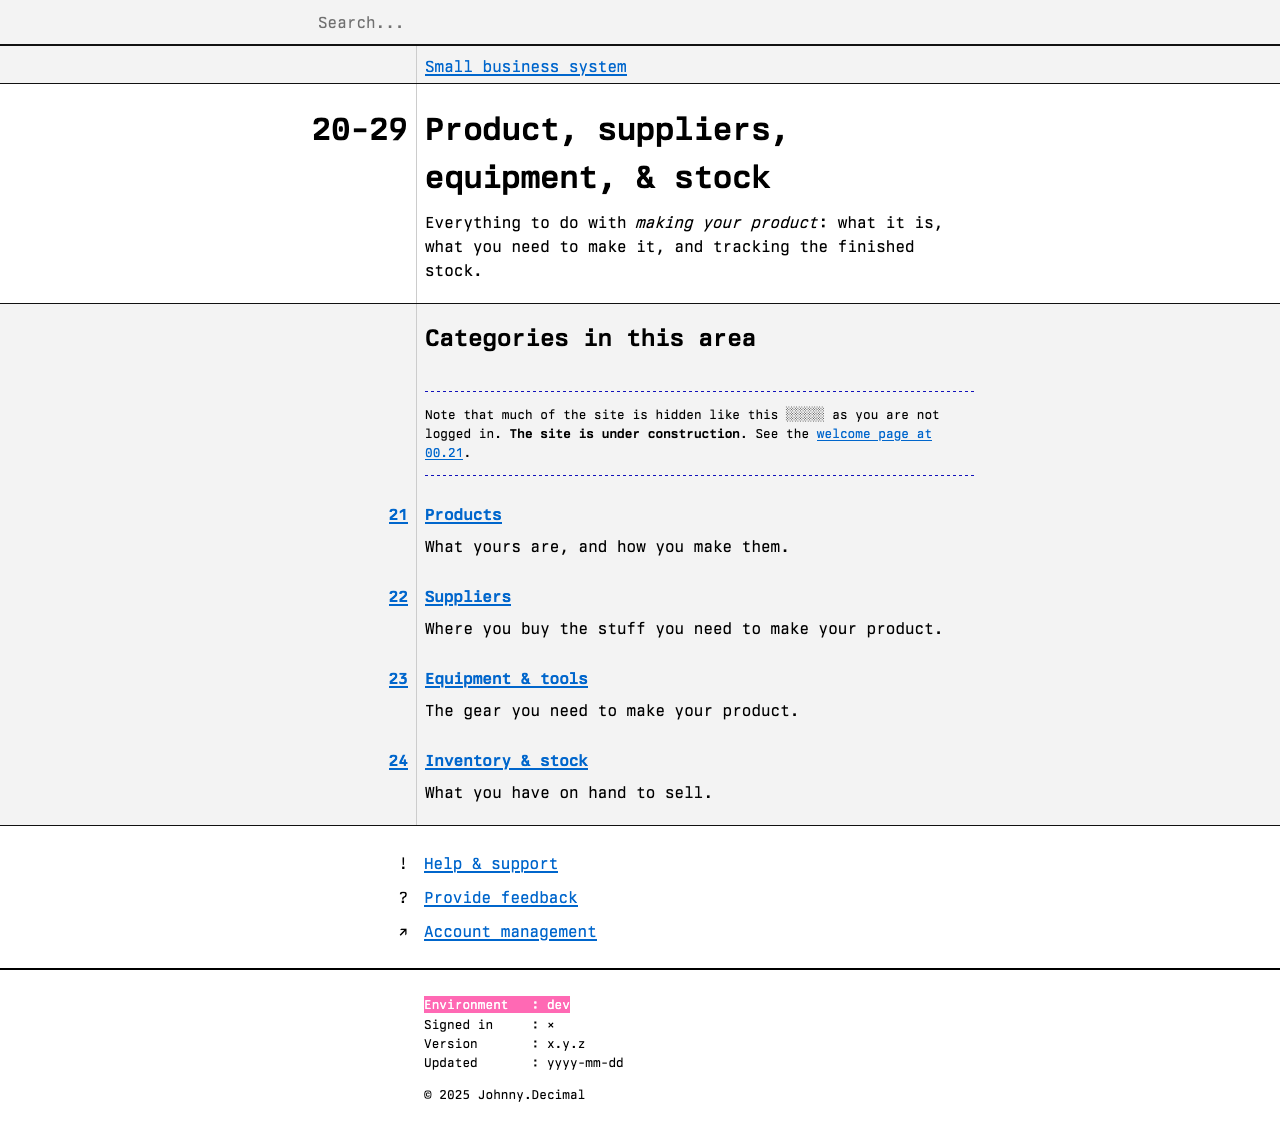 Search...
Small business system
20-29 Product, suppliers,
equipment, & stock
Everything to do with making your product: what it is,
what you need to make it, and tracking the finished
stock.
Categories in this area
Note that much of the site is hidden like this ░░░░░ as you are not
logged in. The site is under construction. See the welcome page at
00.21.
21 Products
What yours are, and how you make them.
22 Suppliers
Where you buy the stuff you need to make your product.
23 Equipment & tools
The gear you need to make your product.
24 Inventory & stock
What you have on hand to sell.
! Help & support
? Provide feedback
↗ Account management
Environment : dev
Signed in : ×
Version : x.y.z
Updated : yyyy-mm-dd
© 2025 Johnny.Decimal